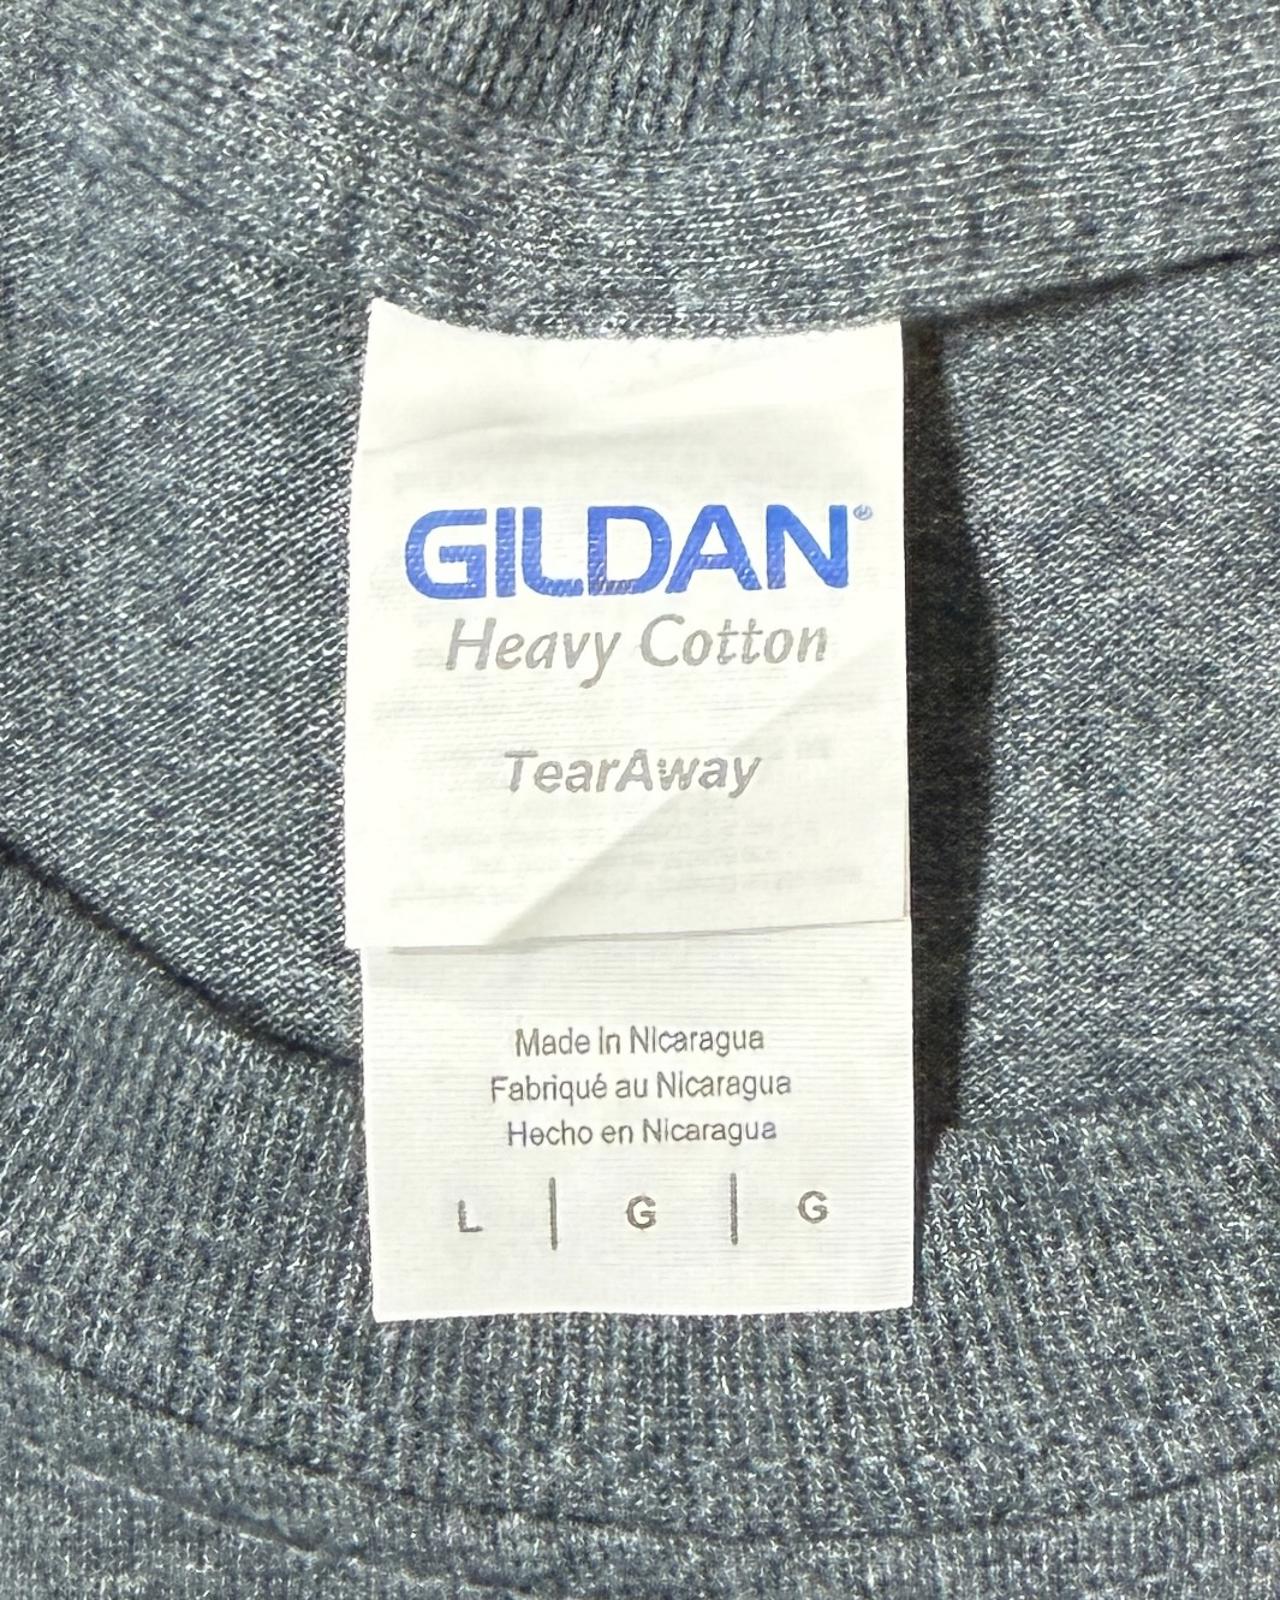 GILDAN®
Heavy Cotton
TearAway
Made in Nicaragua
Fabriqué au Nicaragua
Hecho en Nicaragua
L | G | G